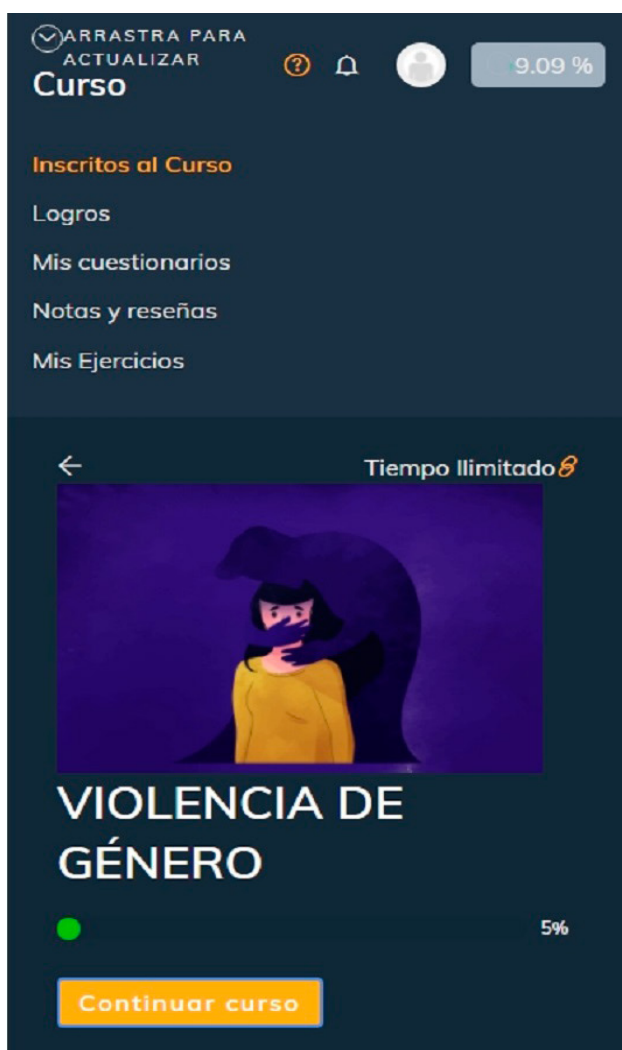 ARRASTRA PARA
ACTUALIZAR
Curso
9.09 %
Inscritos al Curso
Logros
Mis cuestionarios
Notas y reseñas
Mis Ejercicios
Tiempo Ilimitado
VIOLENCIA DE
GÉNERO
5%
Continuar curso